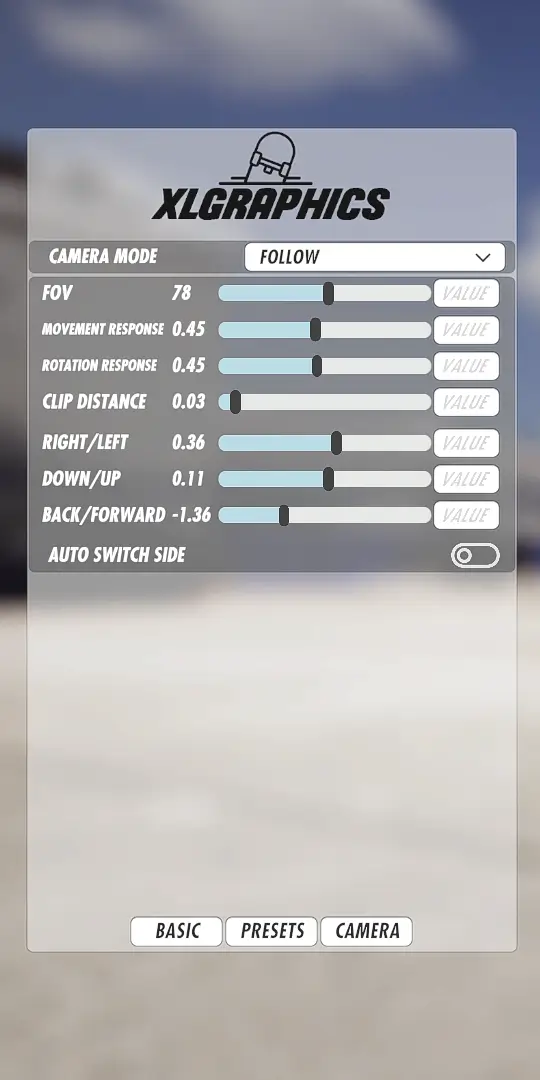 XLGRAPHICS
CAMERA MODE FOLLOW
FOV 78 VALUE
MOVEMENT RESPONSE 0.45 VALUE
ROTATION RESPONSE 0.45 VALUE
CLIP DISTANCE 0.03 VALUE
RIGHT/LEFT 0.36 VALUE
DOWN/UP 0.11 VALUE
BACK/FORWARD -1.36 VALUE
AUTO SWITCH SIDE
BASIC PRESETS CAMERA